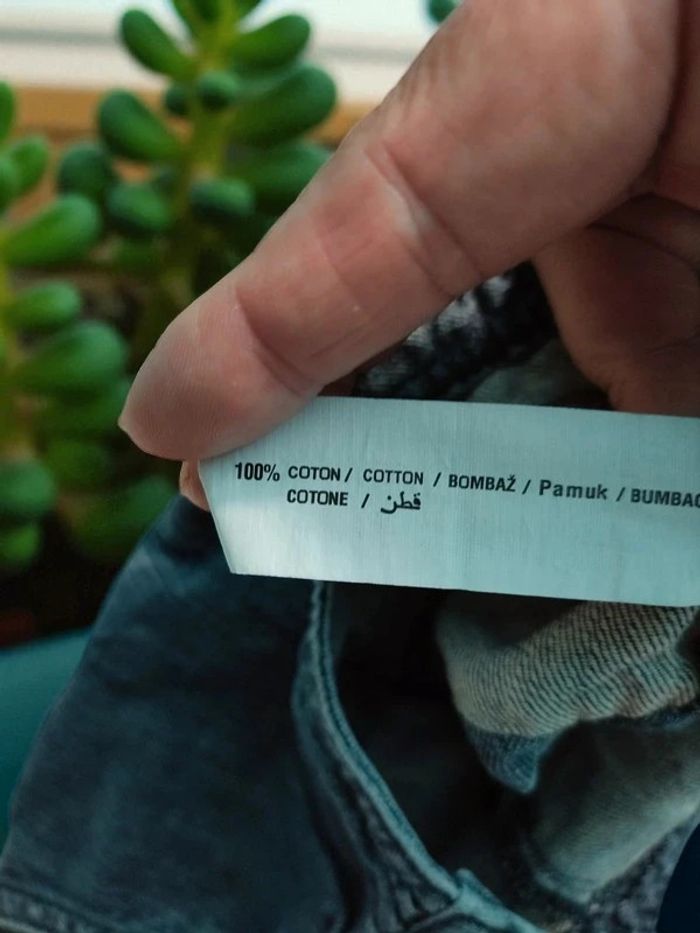 100% COTON / COTTON / BOMBAŽ / Pamuk / BUMBAC
COTONE / قطن